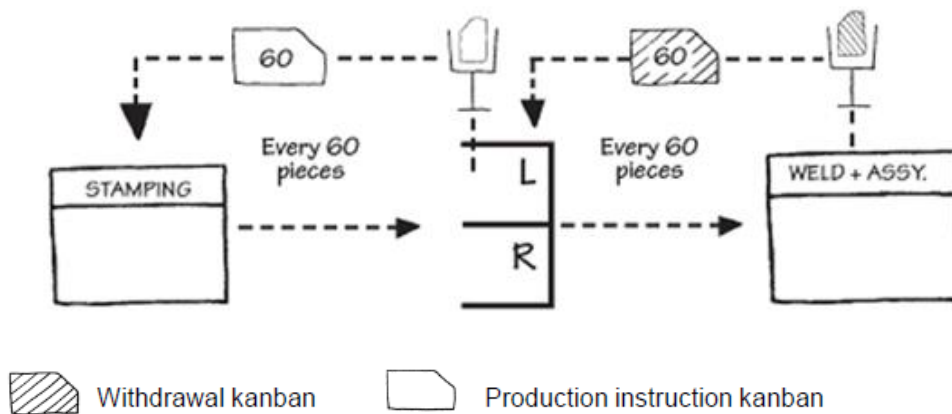 60
60
Every 60
pieces
Every 60
pieces
STAMPING
L
R
WELD + ASSY.
Withdrawal kanban
Production instruction kanban